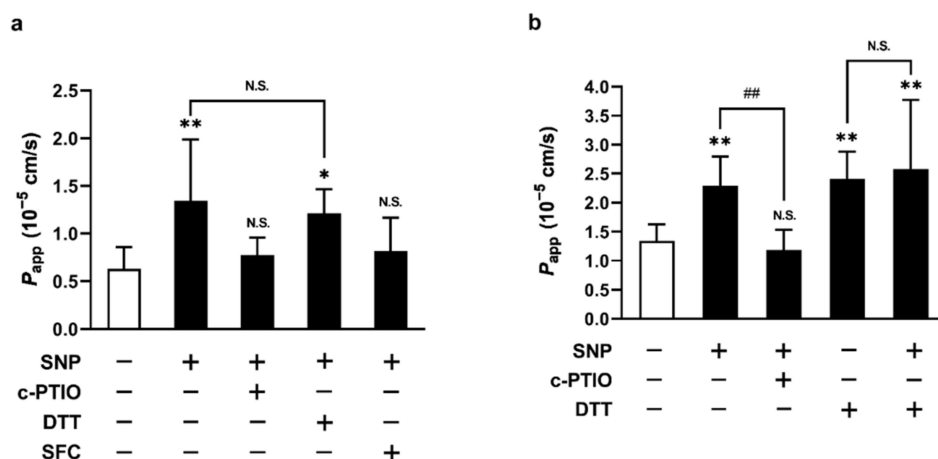 a
N.S.
2.5
2.0
1.5
1.0
0.5
0.0
Papp (10−5 cm/s)
**
N.S.
*
N.S.
SNP − + + + +
c-PTIO − − + − −
DTT − − − + −
SFC − − − − +
b
N.S.
##
4.0
3.5
3.0
2.5
2.0
1.5
1.0
0.5
0.0
Papp (10−5 cm/s)
**
N.S.
**
**
SNP − + + − +
c-PTIO − − + − −
DTT − − − + +